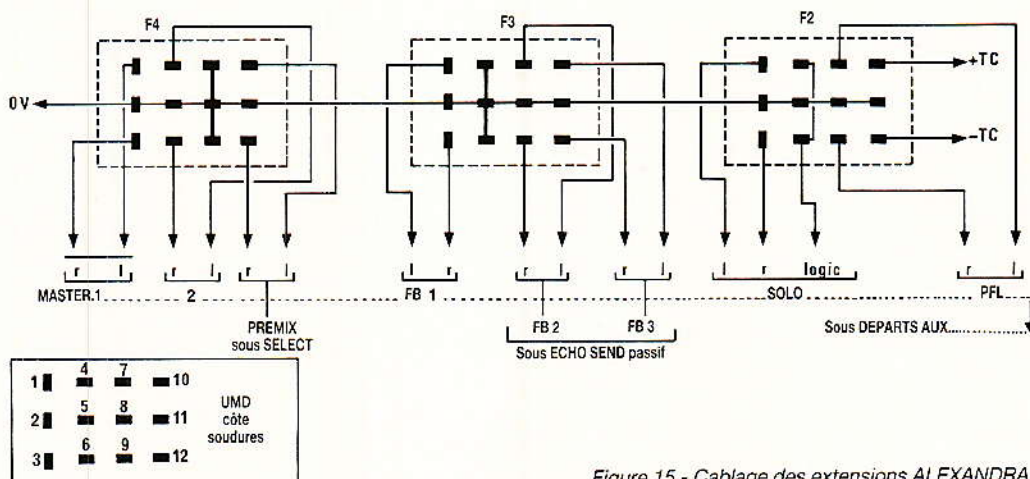 F4 F3 F2
+TC
0V
–TC
r l r l r l l r r l r l l r logic r l
MASTER.1 2 FB 1 SOLO PFL
PREMIX
sous SELECT
FB 2 FB 3
Sous ECHO SEND passif
Sous DEPARTS AUX
1 4 7 10
2 5 8 11
3 6 9 12
UMD
côte
soudures
Figure 15 - Cablage des extensions ALEXANDRA